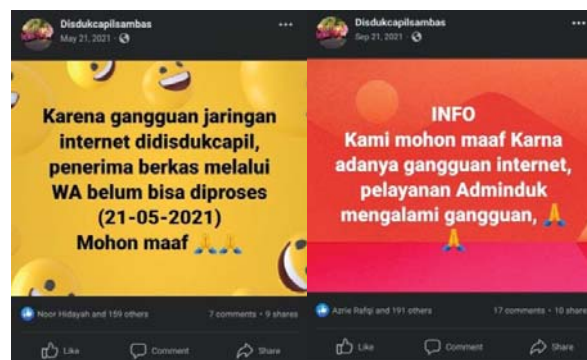 Disdukcapilsambas
May 21, 2021
Karena gangguan jaringan
internet didisdukcapil,
penerima berkas melalui
WA belum bisa diproses
(21-05-2021)
Mohon maaf 🙏🙏
Noor Hidayah and 159 others
7 comments • 9 shares
Like
Comment
Share
Disdukcapilsambas
Sep 21, 2021
INFO
Kami mohon maaf Karna
adanya gangguan internet,
pelayanan Adminduk
mengalami gangguan, 🙏
🙏
Azrie Rafiqi and 191 others
17 comments • 10 shares
Like
Comment
Share